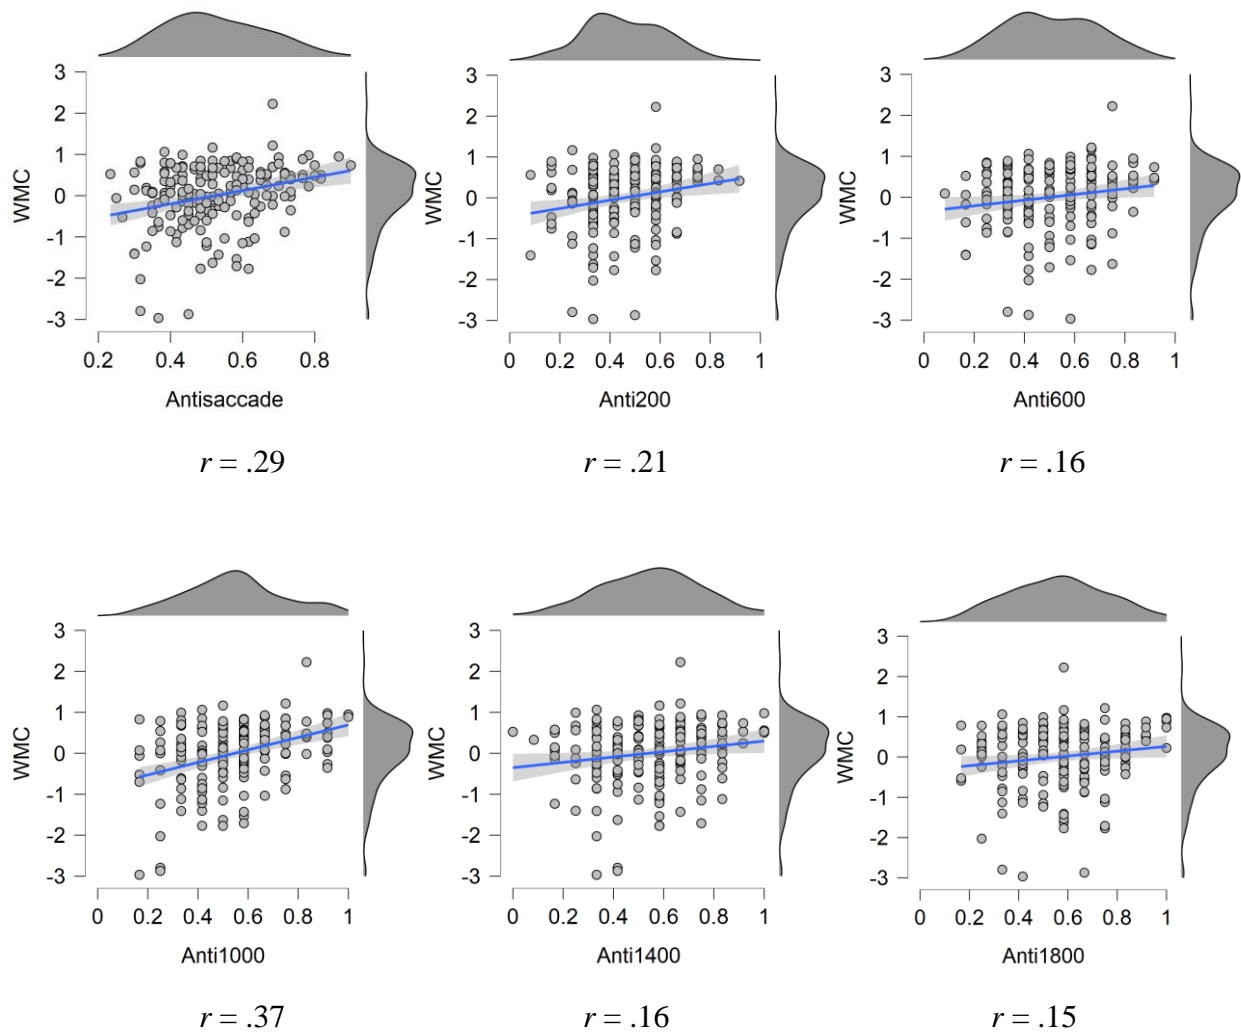 3
2
1
0
-1
-2
-3
WMC
0.2 0.4 0.6 0.8
Antisaccade
r = .29
3
2
1
0
-1
-2
-3
WMC
0 0.2 0.4 0.6 0.8 1
Anti200
r = .21
3
2
1
0
-1
-2
-3
WMC
0 0.2 0.4 0.6 0.8 1
Anti600
r = .16
3
2
1
0
-1
-2
-3
WMC
0 0.2 0.4 0.6 0.8 1
Anti1000
r = .37
3
2
1
0
-1
-2
-3
WMC
0 0.2 0.4 0.6 0.8 1
Anti1400
r = .16
3
2
1
0
-1
-2
-3
WMC
0 0.2 0.4 0.6 0.8 1
Anti1800
r = .15